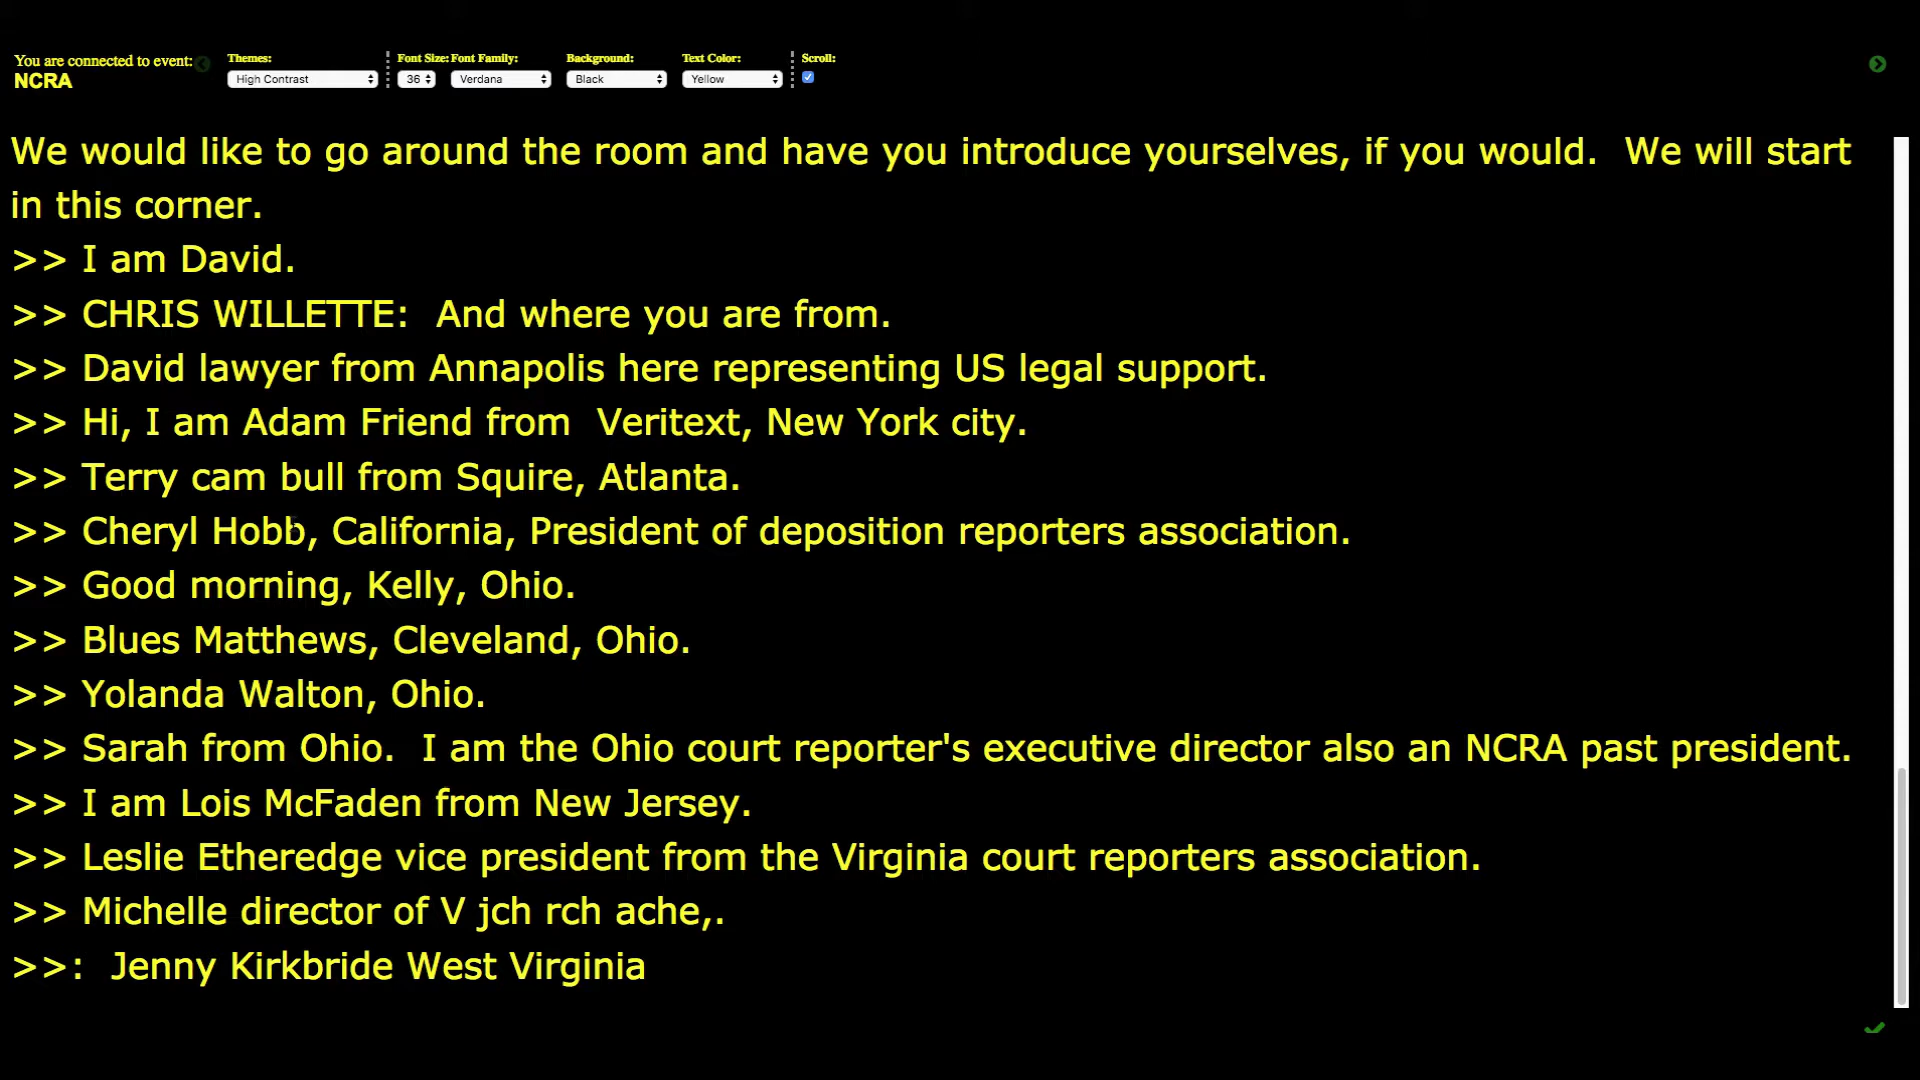 You are connected to event:
NCRA
Themes:
High Contrast
Font Size:
36
Font Family:
Verdana
Background:
Black
Text Color:
Yellow
Scroll:
We would like to go around the room and have you introduce yourselves, if you would.  We will start
in this corner.
>> I am David.
>> CHRIS WILLETTE:  And where you are from.
>> David lawyer from Annapolis here representing US legal support.
>> Hi, I am Adam Friend from  Veritext, New York city.
>> Terry cam bull from Squire, Atlanta.
>> Cheryl Hobb, California, President of deposition reporters association.
>> Good morning, Kelly, Ohio.
>> Blues Matthews, Cleveland, Ohio.
>> Yolanda Walton, Ohio.
>> Sarah from Ohio.  I am the Ohio court reporter's executive director also an NCRA past president.
>> I am Lois McFaden from New Jersey.
>> Leslie Etheredge vice president from the Virginia court reporters association.
>> Michelle director of V jch rch ache,.
>>:  Jenny Kirkbride West Virginia